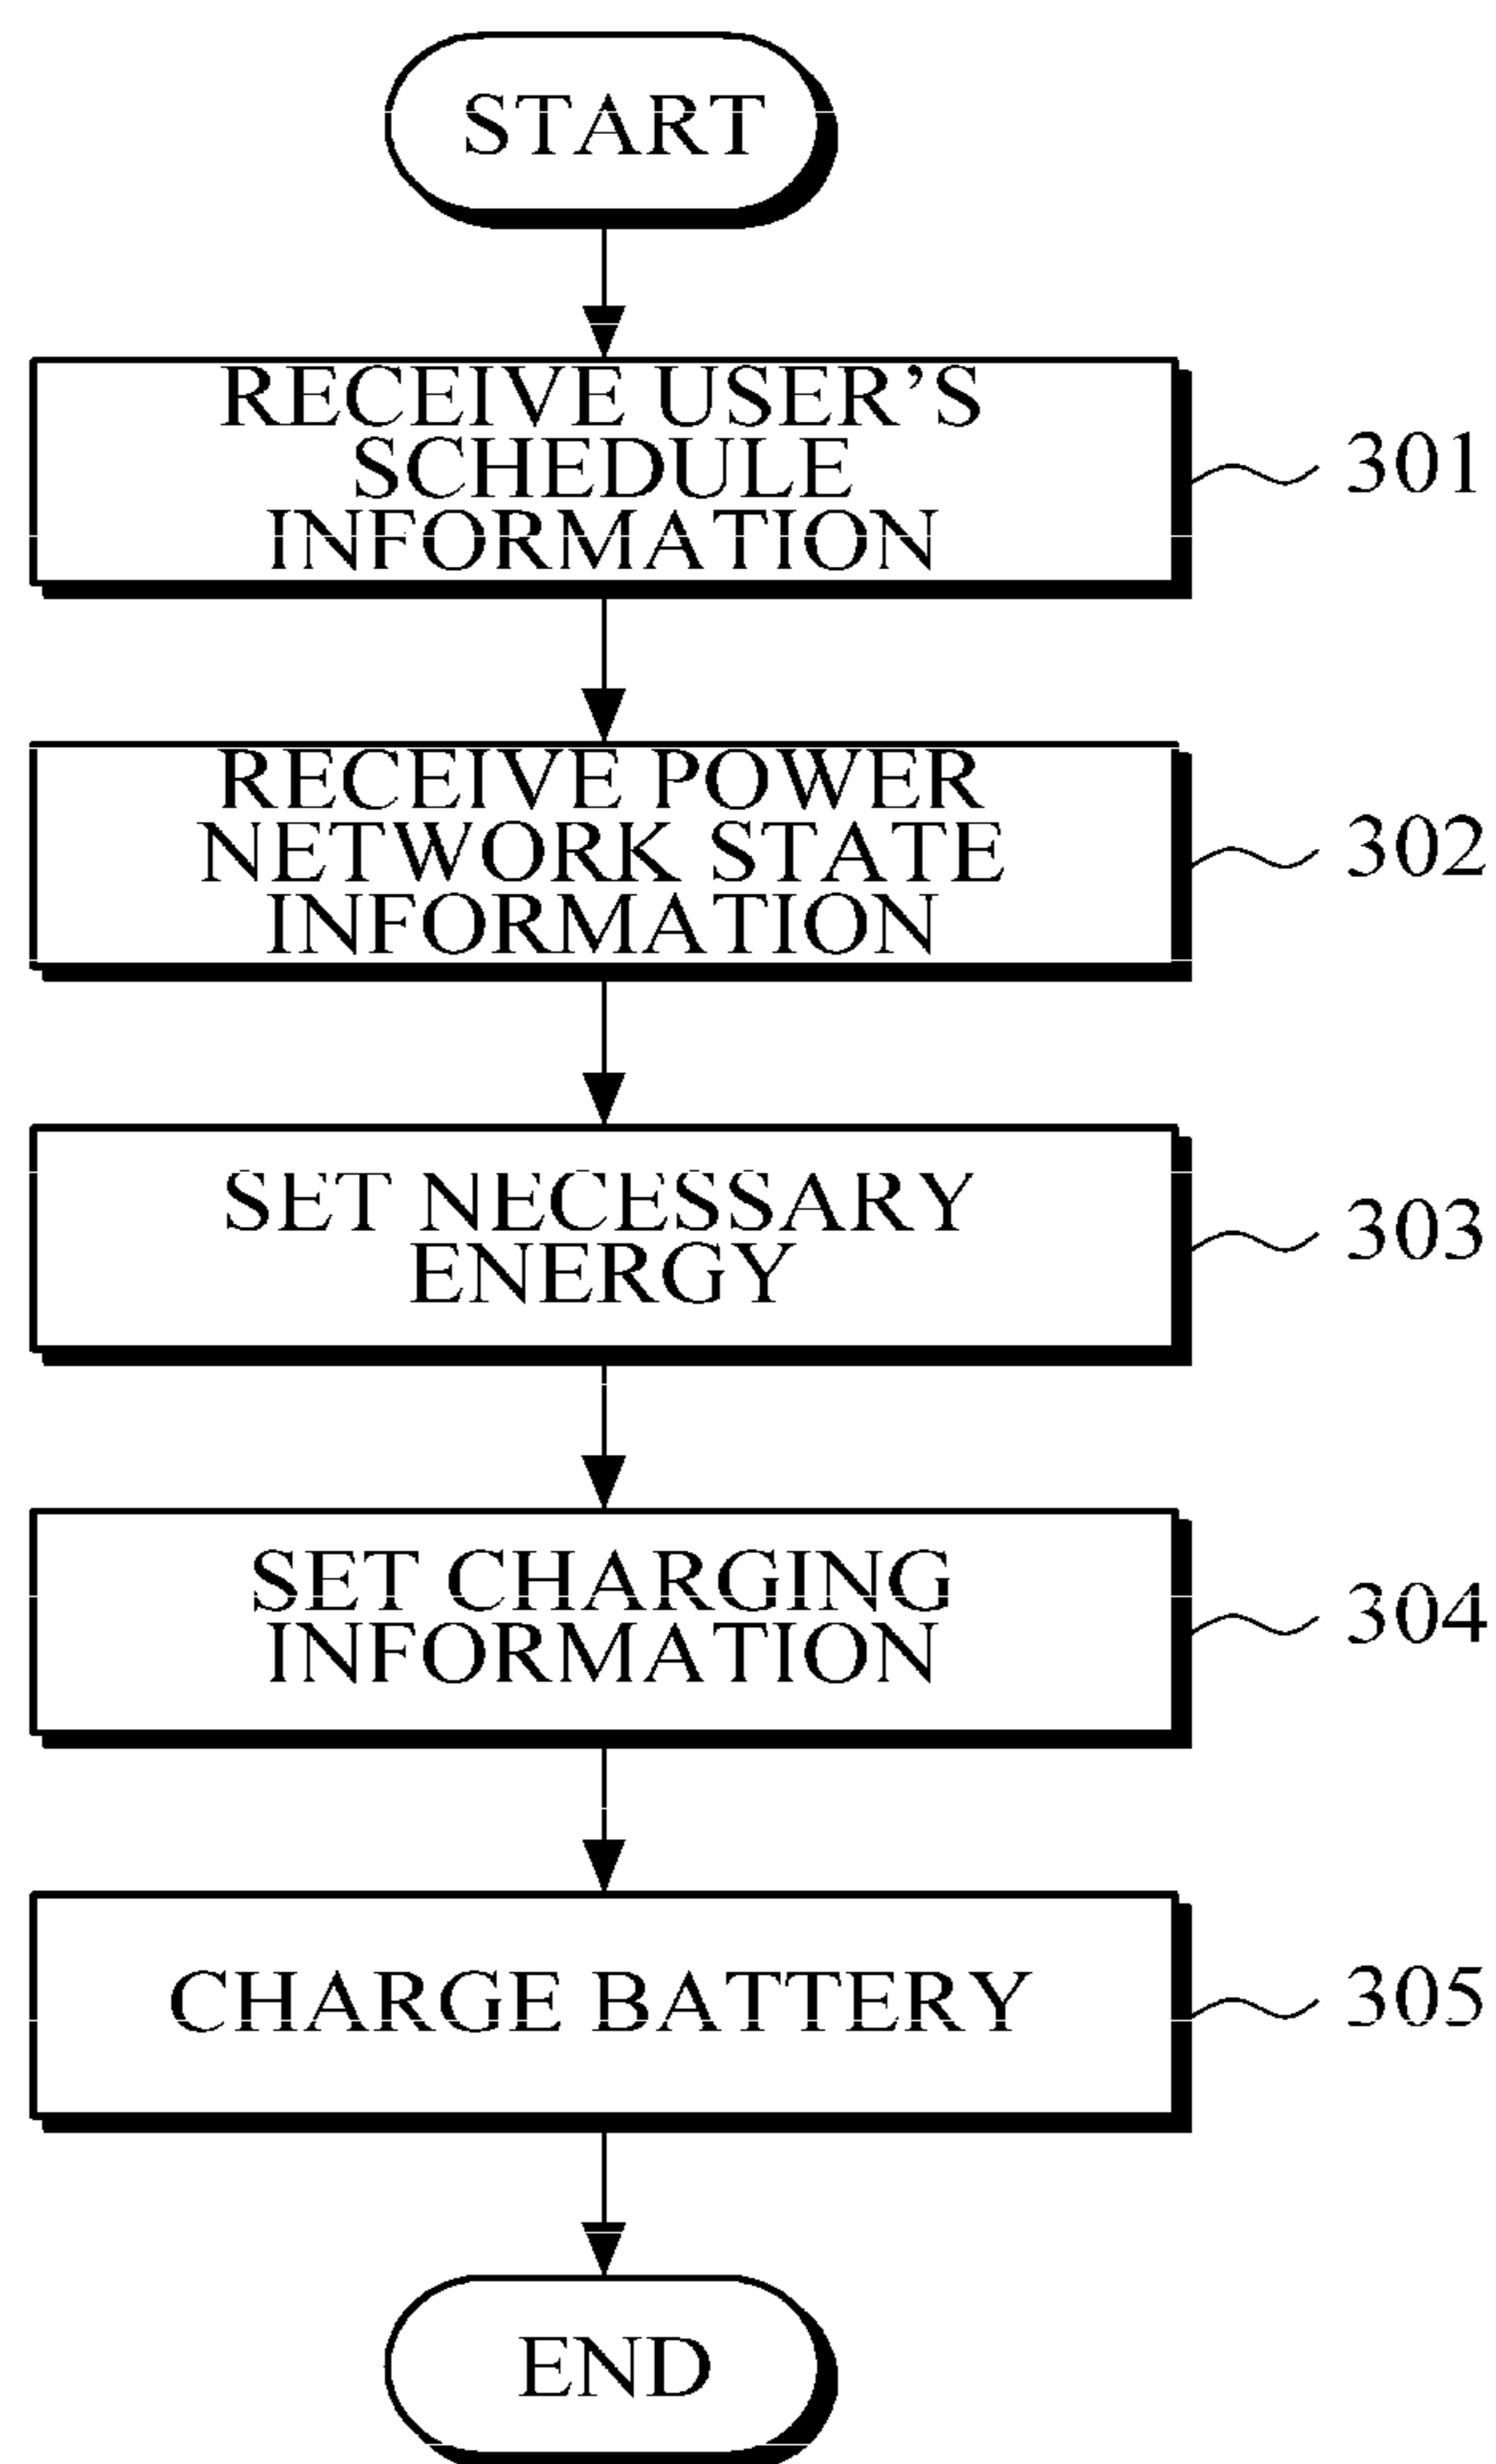 START
RECEIVE USER’S
SCHEDULE
INFORMATION
301
RECEIVE POWER
NETWORK STATE
INFORMATION
302
SET NECESSARY
ENERGY
303
SET CHARGING
INFORMATION
304
CHARGE BATTERY
305
END